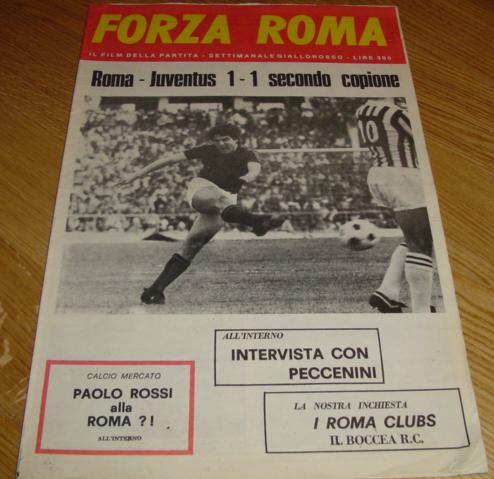 FORZA ROMA
IL FILM DELLA PARTITA - SETTIMANALE GIALLOROSSO - LIRE 300
Roma - Juventus 1 - 1 secondo copione
10
ALL'INTERNO
INTERVISTA CON
PECCENINI
CALCIO MERCATO
PAOLO ROSSI
alla
ROMA ?!
ALL'INTERNO
LA NOSTRA INCHIESTA
I ROMA CLUBS
IL BOCCEA R.C.